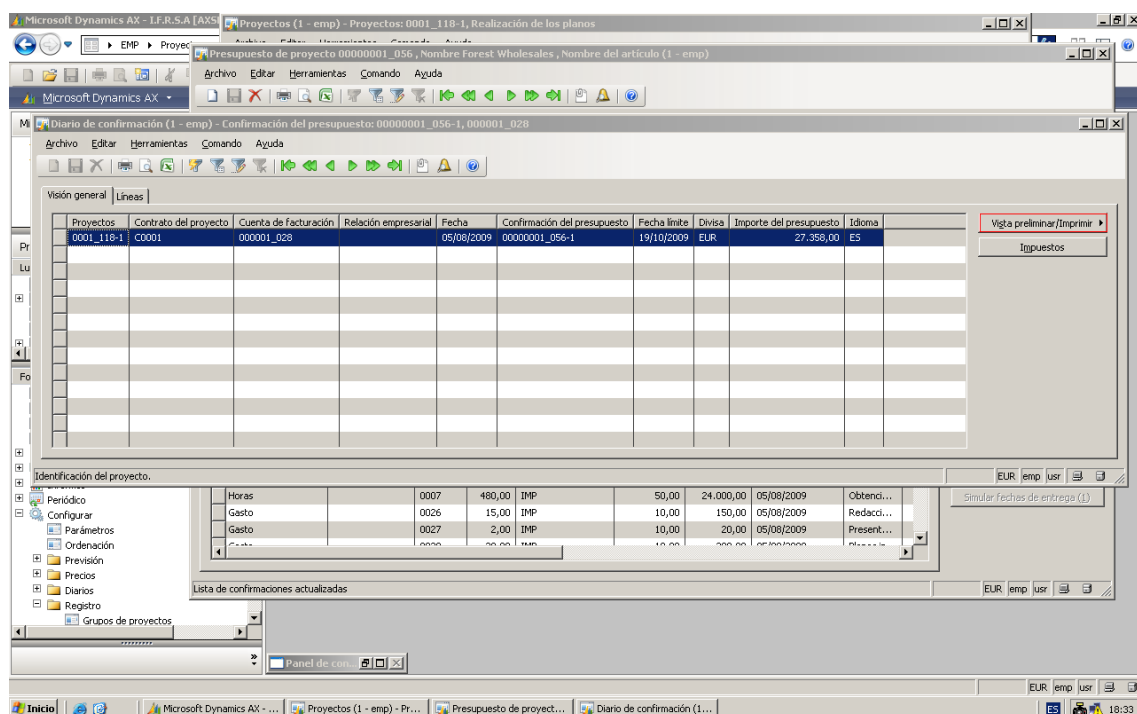 Microsoft Dynamics AX - I.F.R.S.A [AXS
Proyectos (1 - emp) - Proyectos: 0001_118-1, Realización de los planos
EMP
Proyec
Presupuesto de proyecto 00000001_056 , Nombre Forest Wholesales , Nombre del artículo (1 - emp)
Archivo Editar Herramientas Comando Ayuda
Microsoft Dynamics AX
Diario de confirmación (1 - emp) - Confirmación del presupuesto: 00000001_056-1, 000001_028
Archivo Editar Herramientas Comando Ayuda
Visión general Líneas
Proyectos Contrato del proyecto Cuenta de facturación Relación empresarial Fecha Confirmación del presupuesto Fecha límite Divisa Importe del presupuesto Idioma
0001_118-1 C0001 000001_028 05/08/2009 00000001_056-1 19/10/2009 EUR 27.358,00 ES
Vista preliminar/Imprimir
Impuestos
Pr
Lu
Fo
Identificación del proyecto.
EUR emp usr
Periódico
Configurar
Parámetros
Ordenación
Previsión
Precios
Diarios
Registro
Grupos de proyectos
Horas 0007 480,00 IMP 50,00 24.000,00 05/08/2009 Obtenci...
Gasto 0026 15,00 IMP 10,00 150,00 05/08/2009 Redacci...
Gasto 0027 2,00 IMP 10,00 20,00 05/08/2009 Present...
Simular fechas de entrega (1)
Lista de confirmaciones actualizadas
EUR emp usr
Panel de con...
EUR emp usr
Inicio
Microsoft Dynamics AX - ...
Proyectos (1 - emp) - Pr...
Presupuesto de proyect...
Diario de confirmación (1...
ES
18:33